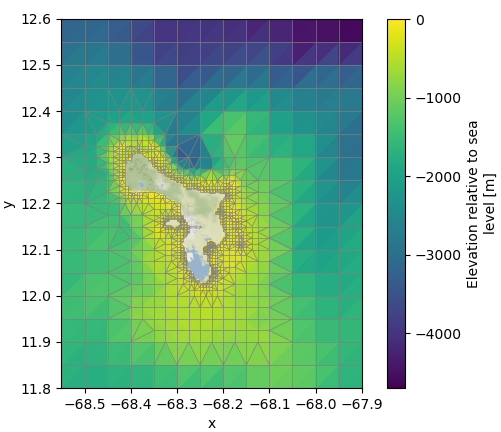 12.6
12.5
12.4
12.3
12.2
12.1
12.0
11.9
11.8
y
−68.5 −68.4 −68.3 −68.2 −68.1 −68.0 −67.9
x
0
−1000
−2000
−3000
−4000
Elevation relative to sea
level [m]